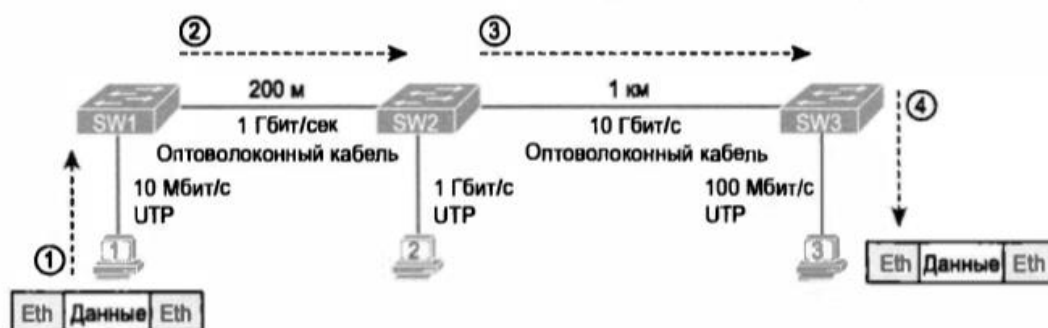 ② ③
200 м 1 км
④
SW1 SW2 SW3
1 Гбит/сек 10 Гбит/с
Оптоволоконный кабель Оптоволоконный кабель
10 Мбит/с 1 Гбит/с 100 Мбит/с
UTP UTP UTP
① 1 2 3
Eth Данные Eth
Eth Данные Eth